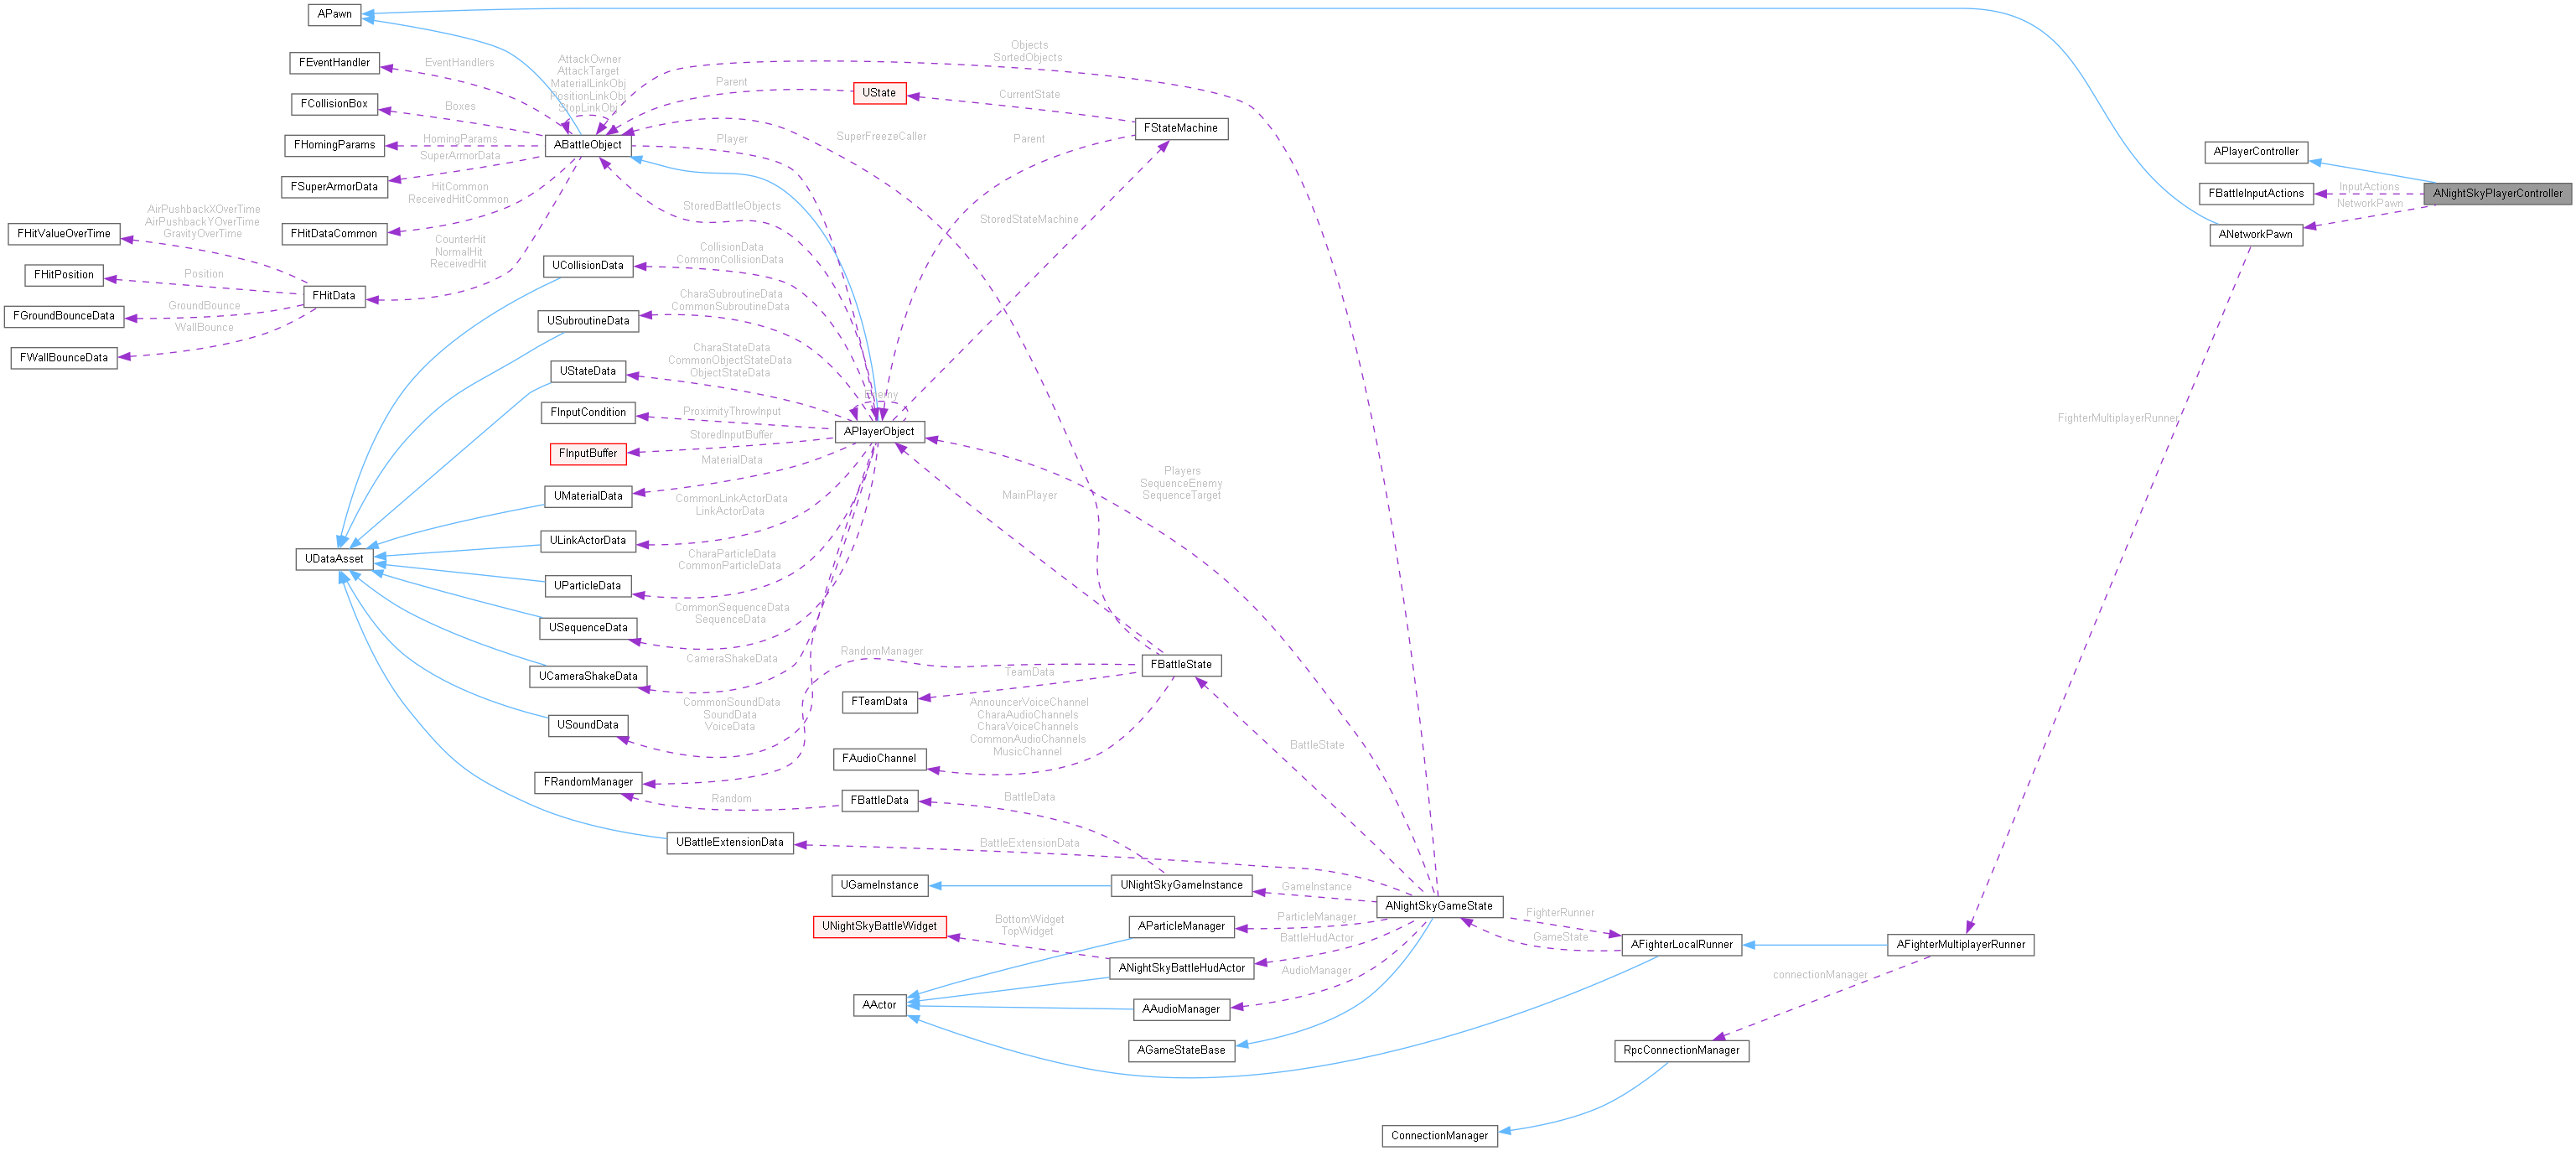 APawn
FEventHandler
FCollisionBox
FHomingParams
FSuperArmorData
FHitDataCommon
FHitValueOverTime
FHitPosition
FGroundBounceData
FWallBounceData
FHitData
AirPushbackXOverTime
AirPushbackYOverTime
GravityOverTime
Position
GroundBounce
WallBounce
EventHandlers
Boxes
HomingParams
SuperArmorData
HitCommon
ReceivedHitCommon
CounterHit
NormalHit
ReceivedHit
AttackOwner
AttackTarget
MaterialLinkObj
PositionLinkObj
StopLinkObj
ABattleObject
UCollisionData
USubroutineData
UStateData
FInputCondition
FInputBuffer
UMaterialData
ULinkActorData
UDataAsset
UParticleData
USequenceData
UCameraShakeData
USoundData
FRandomManager
UBattleExtensionData
Parent
Player
StoredBattleObjects
CollisionData
CommonCollisionData
CharaSubroutineData
CommonSubroutineData
CharaStateData
CommonObjectStateData
ObjectStateData
ProximityThrowInput
StoredInputBuffer
MaterialData
CommonLinkActorData
LinkActorData
CharaParticleData
CommonParticleData
CommonSequenceData
SequenceData
CameraShakeData
CommonSoundData
SoundData
VoiceData
Random
UState
Enemy
APlayerObject
RandomManager
FTeamData
FAudioChannel
FBattleData
UGameInstance
UNightSkyBattleWidget
AActor
Objects
SortedObjects
CurrentState
SuperFreezeCaller
Parent
StoredStateMachine
MainPlayer
TeamData
AnnouncerVoiceChannel
CharaAudioChannels
CharaVoiceChannels
CommonAudioChannels
MusicChannel
BattleData
BattleExtensionData
BottomWidget
TopWidget
FStateMachine
FBattleState
UNightSkyGameInstance
AParticleManager
ANightSkyBattleHudActor
AAudioManager
AGameStateBase
Players
SequenceEnemy
SequenceTarget
BattleState
GameInstance
ParticleManager
BattleHudActor
AudioManager
ANightSkyGameState
FighterRunner
GameState
AFighterLocalRunner
RpcConnectionManager
ConnectionManager
connectionManager
AFighterMultiplayerRunner
FighterMultiplayerRunner
APlayerController
FBattleInputActions
ANetworkPawn
InputActions
NetworkPawn
ANightSkyPlayerController